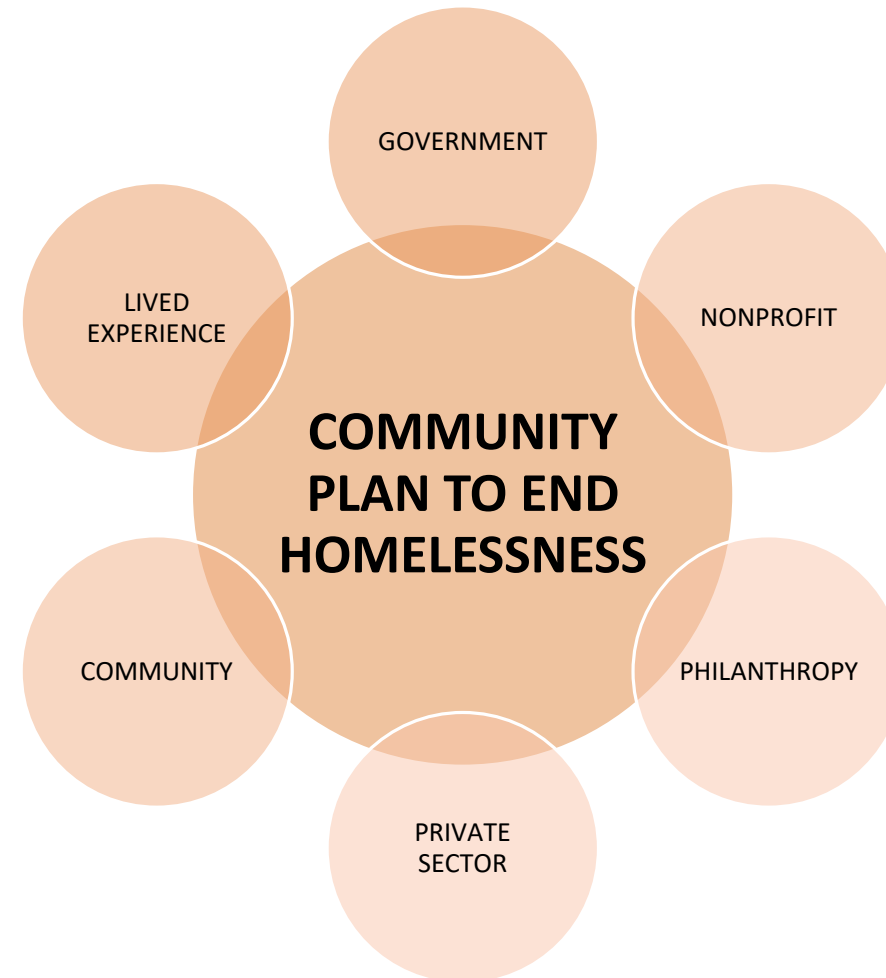 GOVERNMENT
NONPROFIT
PHILANTHROPY
PRIVATE
SECTOR
COMMUNITY
LIVED
EXPERIENCE
COMMUNITY
PLAN TO END
HOMELESSNESS